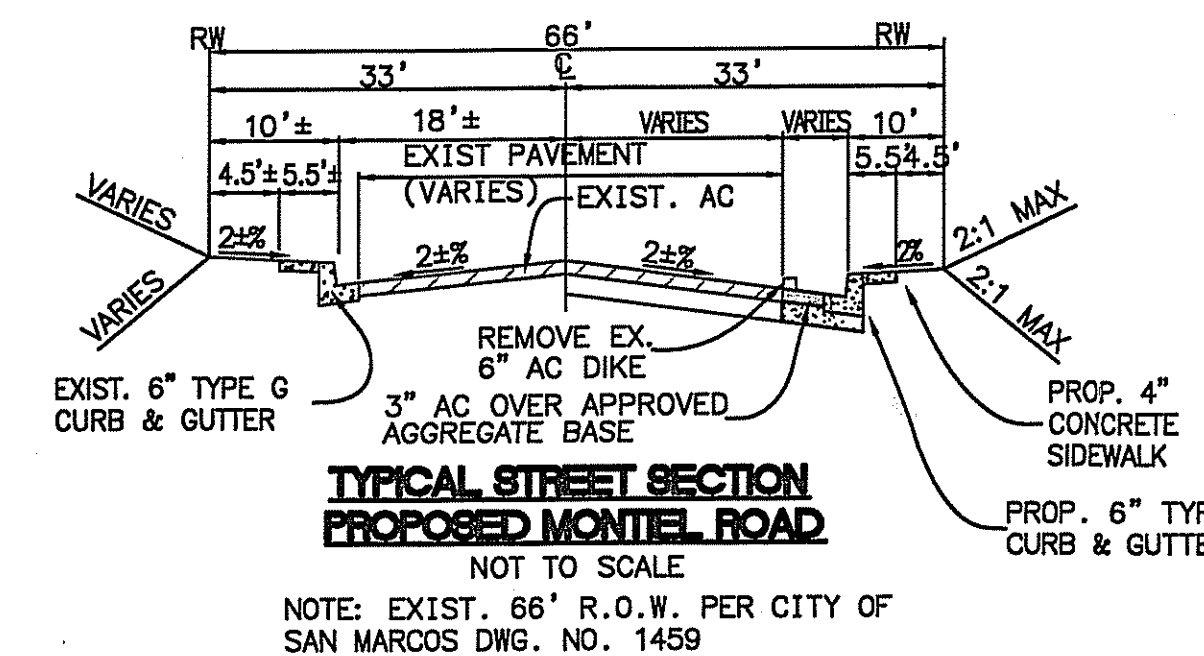 RW 66' RW
33' ℄ 33'
10'± 18'± VARIES VARIES 10'
4.5'± 5.5'± EXIST PAVEMENT 5.5' 4.5'
(VARIES) EXIST. AC
VARIES 2±% 2±% 2±% 2% 2:1 MAX
VARIES 2:1 MAX
REMOVE EX.
6" AC DIKE
EXIST. 6" TYPE G
CURB & GUTTER
3" AC OVER APPROVED
AGGREGATE BASE
PROP. 4"
CONCRETE
SIDEWALK
TYPICAL STREET SECTION
PROPOSED MONTIEL ROAD
PROP. 6"
CURB &
NOT TO SCALE
NOTE: EXIST. 66' R.O.W. PER CITY OF
SAN MARCOS DWG. NO. 1459